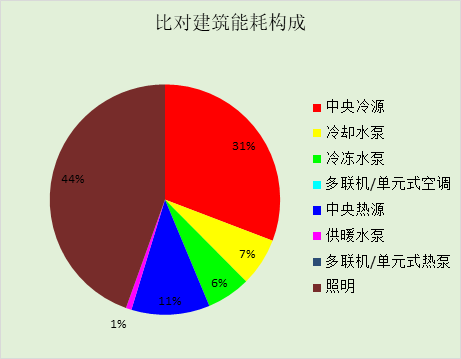 比对建筑能耗构成
31%
7%
6%
11%
1%
44%
中央冷源
冷却水泵
冷冻水泵
多联机/单元式空调
中央热源
供暖水泵
多联机/单元式热泵
照明